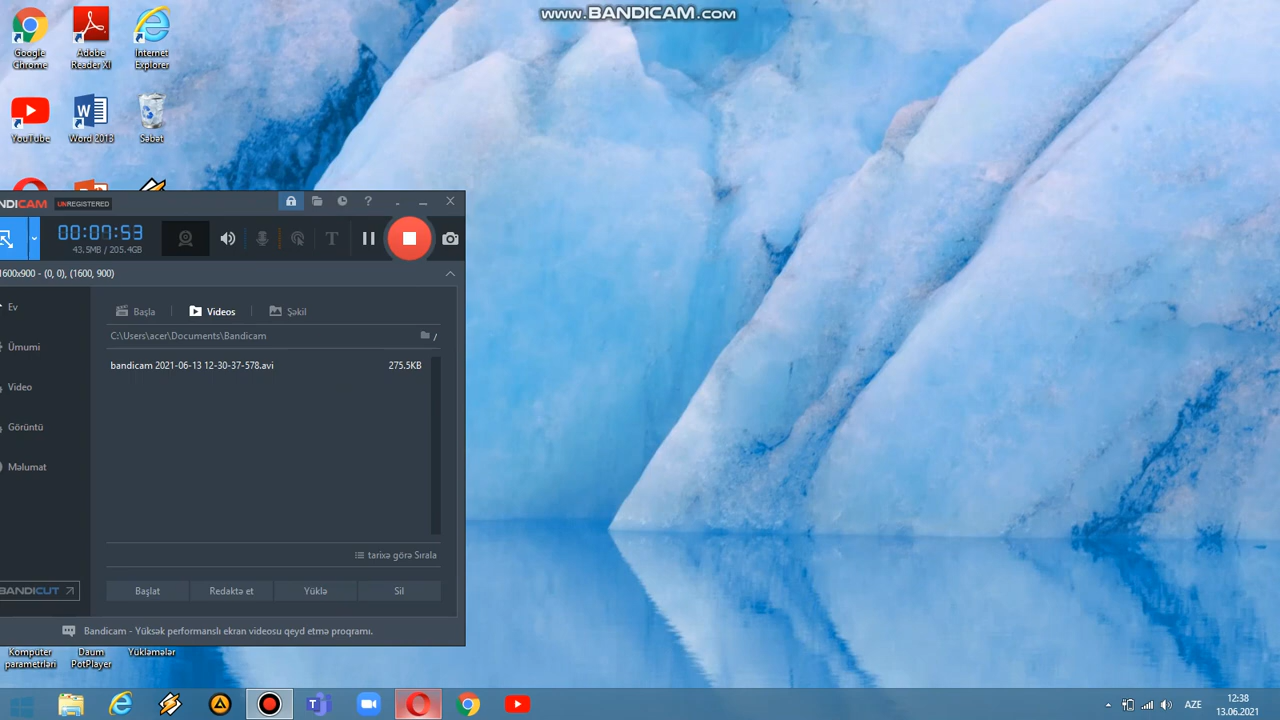 www.BANDICAM.com
Google Chrome
Adobe Reader XI
Internet Explorer
YouTube
Word 2013
Səbət
NDICAM UNREGISTERED
?
00:07:53
43.5MB / 205.4GB
T
1600x900 - (0, 0), (1600, 900)
Ev
Ümumi
Video
Görüntü
Məlumat
BANDICUT
Başla
Videos
Şəkil
C:\Users\acer\Documents\Bandicam
/
bandicam 2021-06-13 12-30-37-578.avi
275.5KB
tarixə görə Sırala
Başlat
Redaktə et
Yüklə
Sil
Bandicam - Yüksək performanslı ekran videosu qeyd etmə proqramı.
Komputer parametrləri
Daum PotPlayer
Yükləmələr
AZE
12:38
13.06.2021